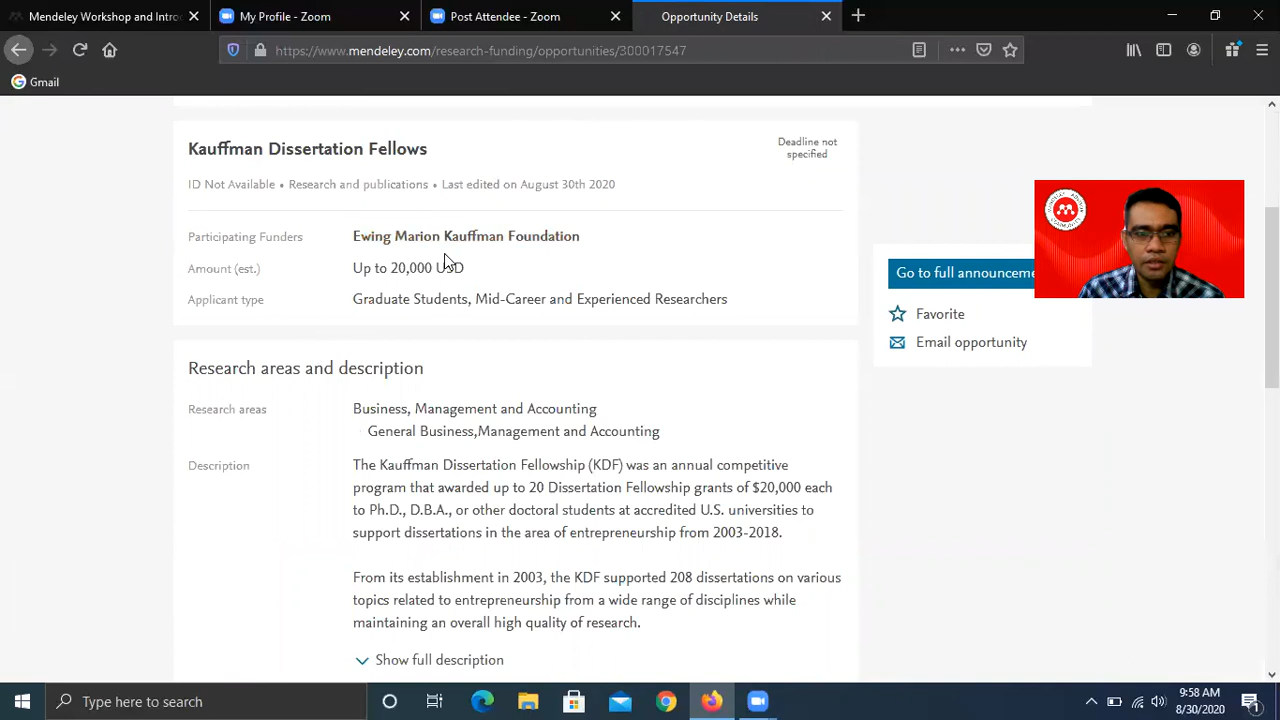 Mendeley Workshop and Intro
My Profile - Zoom
Post Attendee - Zoom
Opportunity Details
https://www.mendeley.com/research-funding/opportunities/300017547
Gmail
Kauffman Dissertation Fellows
Deadline not
specified
ID Not Available • Research and publications • Last edited on August 30th 2020
Participating Funders
Ewing Marion Kauffman Foundation
Amount (est.)
Up to 20,000 USD
Applicant type
Graduate Students, Mid-Career and Experienced Researchers
Go to full announceme
Favorite
Email opportunity
Research areas and description
Research areas
Business, Management and Accounting
General Business,Management and Accounting
Description
The Kauffman Dissertation Fellowship (KDF) was an annual competitive
program that awarded up to 20 Dissertation Fellowship grants of $20,000 each
to Ph.D., D.B.A., or other doctoral students at accredited U.S. universities to
support dissertations in the area of entrepreneurship from 2003-2018.
From its establishment in 2003, the KDF supported 208 dissertations on various
topics related to entrepreneurship from a wide range of disciplines while
maintaining an overall high quality of research.
Show full description
Type here to search
9:58 AM
8/30/2020